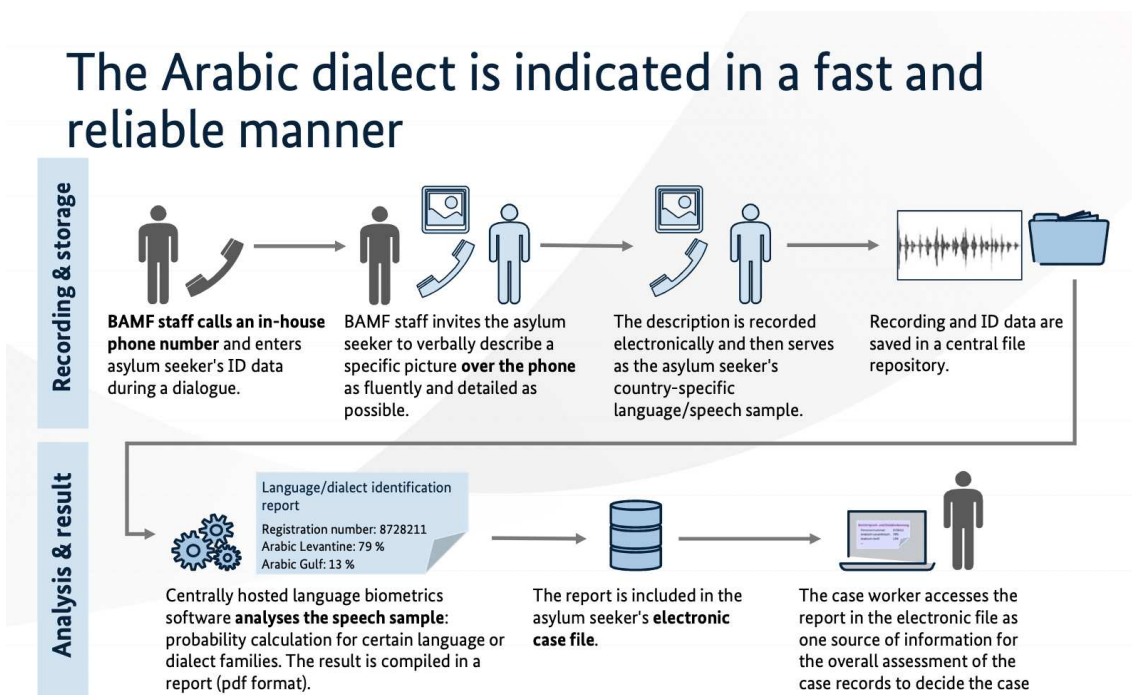 The Arabic dialect is indicated in a fast and
reliable manner
Recording & storage
BAMF staff calls an in-house
phone number and enters
asylum seeker's ID data
during a dialogue.
BAMF staff invites the asylum
seeker to verbally describe a
specific picture over the phone
as fluently and detailed as
possible.
The description is recorded
electronically and then serves
as the asylum seeker's
country-specific
language/speech sample.
Recording and ID data are
saved in a central file
repository.
Analysis & result
Language/dialect identification
report
Registration number: 8728211
Arabic Levantine: 79 %
Arabic Gulf: 13 %
Centrally hosted language biometrics
software analyses the speech sample:
probability calculation for certain language or
dialect families. The result is compiled in a
report (pdf format).
The report is included in the
asylum seeker's electronic
case file.
The case worker accesses the
report in the electronic file as
one source of information for
the overall assessment of the
case records to decide the case